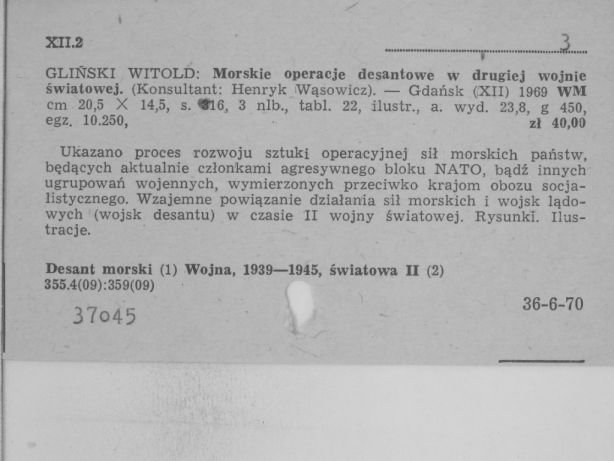 XII.2
3
GLIŃSKI WITOLD: Morskie operacje desantowe w drugiej wojnie
światowej. (Konsultant: Henryk Wąsowicz). — Gdańsk (XII) 1969 WM
cm 20,5 × 14,5, s. 16, 3 nlb., tabl. 22, ilustr., a. wyd. 23,8, g 450,
egz. 10.250, zł 40,00
Ukazano proces rozwoju sztuki operacyjnej sił morskich państw,
będących aktualnie członkami agresywnego bloku NATO, bądź innych
ugrupowań wojennych, wymierzonych przeciwko krajom obozu socja-
listycznego. Wzajemne powiązanie działania sił morskich i wojsk lądo-
wych (wojsk desantu) w czasie II wojny światowej. Rysunki. Ilus-
tracje.
Desant morski (1) Wojna, 1939—1945, światowa II (2)
355.4(09):359(09)
36-6-70
37045